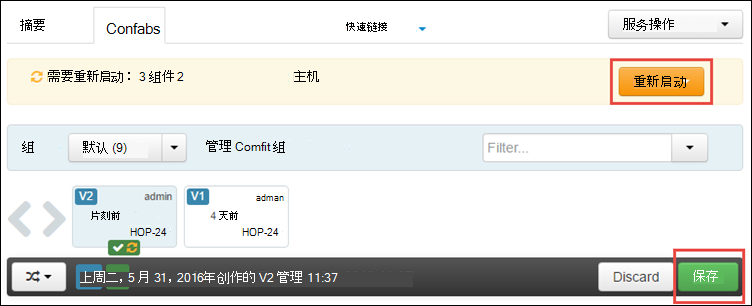 摘要 Confabs 快速链接 服务操作
需要重新启动： 3 组件 2 主机 重新启动
组 默认 (9) 管理 Comfit 组 Filter...
V2 admin V1 adman
片刻前 4 天前
HOP-24 HOP-24
上周二，5 月 31，2016年创作的 V2 管理 11:37 Discard 保存